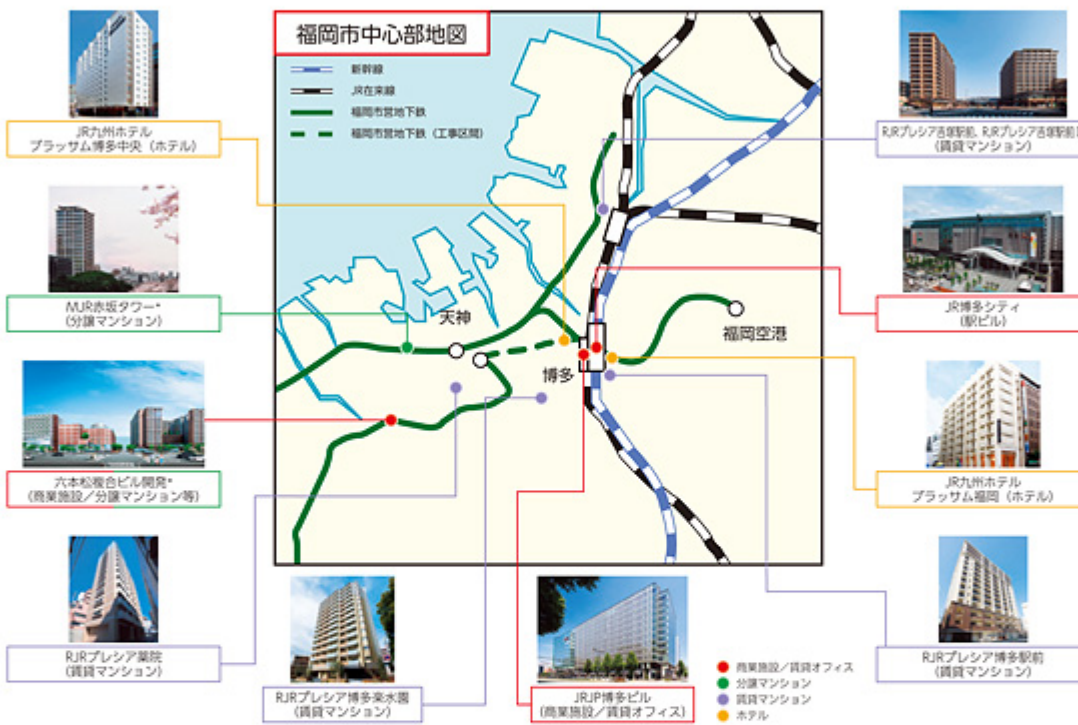 福岡市中心部地図
新幹線
JR在来線
福岡市営地下鉄
福岡市営地下鉄（工事区間）
JR九州ホテル
ブラッサム博多中央（ホテル）
RJRプレシア吉塚駅前、RJRプレシア吉塚駅前Ⅱ
（賃貸マンション）
MJR赤坂タワー*
（分譲マンション）
JR博多シティ
（駅ビル）
天神
博多
福岡空港
六本松複合ビル開発*
（商業施設／分譲マンション等）
JR九州ホテル
ブラッサム福岡（ホテル）
RJRプレシア薬院
（賃貸マンション）
RJRプレシア博多楽水園
（賃貸マンション）
JRJP博多ビル
（商業施設／賃貸オフィス）
RJRプレシア博多駅前
（賃貸マンション）
商業施設／賃貸オフィス
分譲マンション
賃貸マンション
ホテル